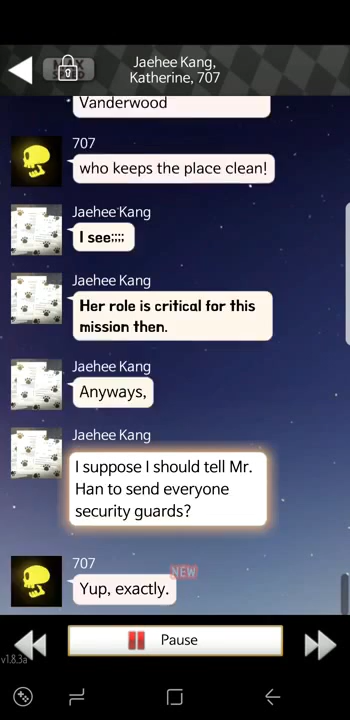 Jaehee Kang,
Katherine, 707
Vanderwood
707
who keeps the place clean!
Jaehee Kang
I see;;;;
Jaehee Kang
Her role is critical for this
mission then.
Jaehee Kang
Anyways,
Jaehee Kang
I suppose I should tell Mr.
Han to send everyone
security guards?
707
NEW
Yup, exactly.
Pause
v1.8.3a